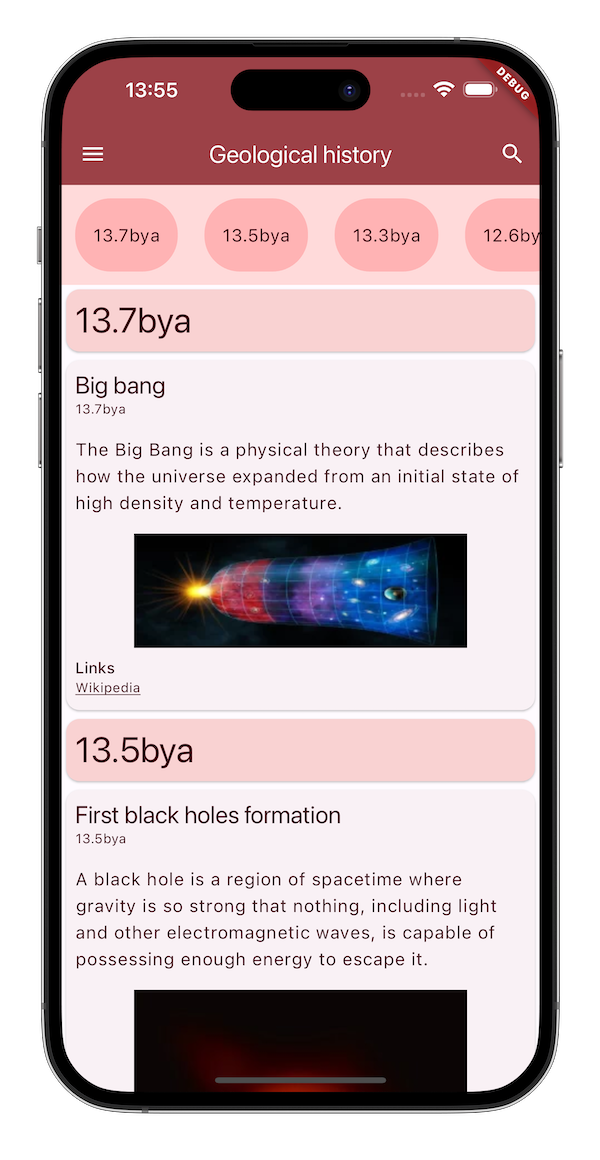 13:55
DEBUG
Geological history
13.7bya 13.5bya 13.3bya 12.6by
13.7bya
Big bang
13.7bya
The Big Bang is a physical theory that describes
how the universe expanded from an initial state of
high density and temperature.
Links
Wikipedia
13.5bya
First black holes formation
13.5bya
A black hole is a region of spacetime where
gravity is so strong that nothing, including light
and other electromagnetic waves, is capable of
possessing enough energy to escape it.